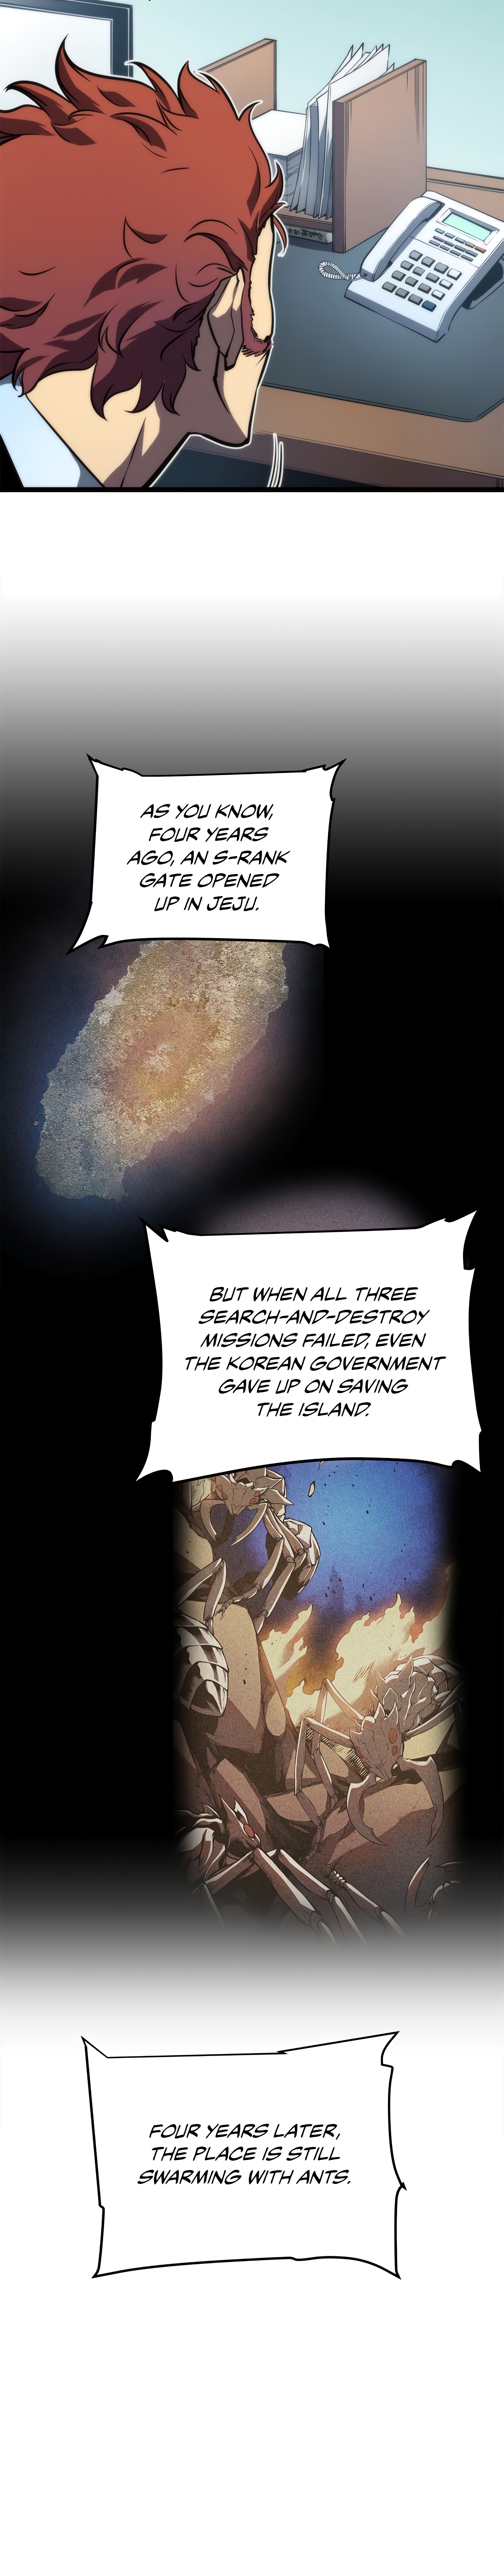 AS YOU KNOW,
FOUR YEARS
AGO, AN S-RANK
GATE OPENED
UP IN JEJU.
BUT WHEN ALL THREE
SEARCH-AND-DESTROY
MISSIONS FAILED, EVEN
THE KOREAN GOVERNMENT
GAVE UP ON SAVING
THE ISLAND.
FOUR YEARS LATER,
THE PLACE IS STILL
SWARMING WITH ANTS.